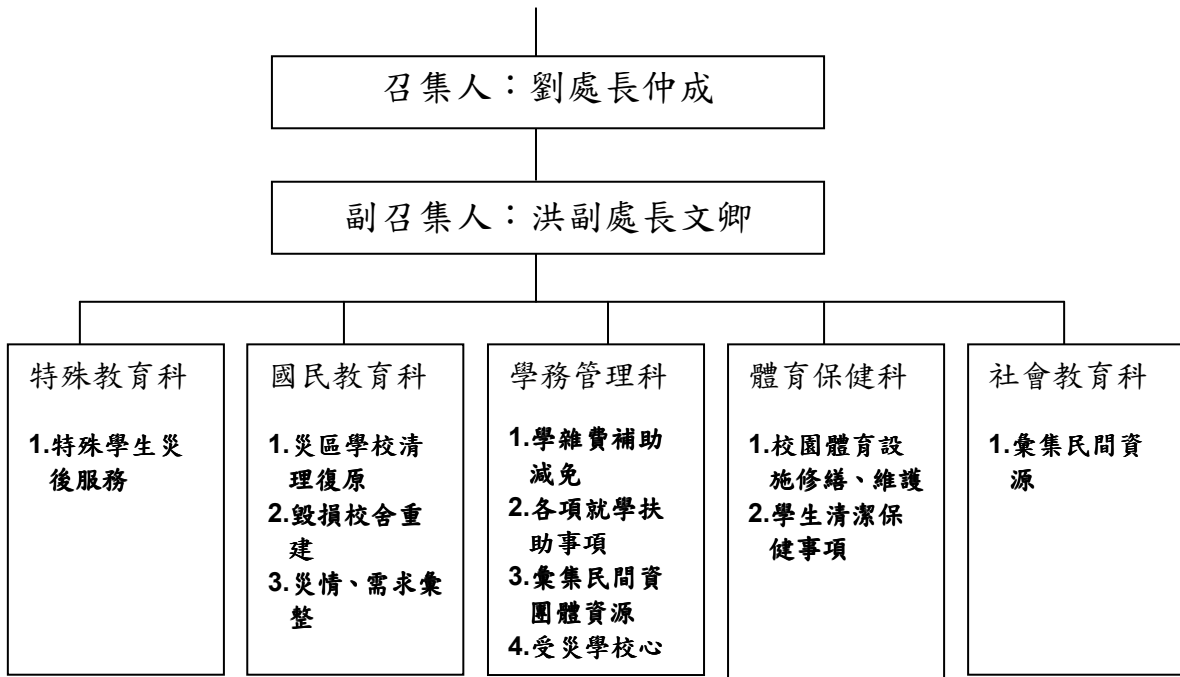 召集人：劉處長仲成
副召集人：洪副處長文卿
特殊教育科
1.特殊學生災
後服務
國民教育科
1.災區學校清
理復原
2.毀損校舍重
建
3.災情、需求彙
整
學務管理科
1.學雜費補助
減免
2.各項就學扶
助事項
3.彙集民間資
團體資源
4.受災學校心
體育保健科
1.校園體育設
施修繕、維護
2.學生清潔保
健事項
社會教育科
1.彙集民間資
源